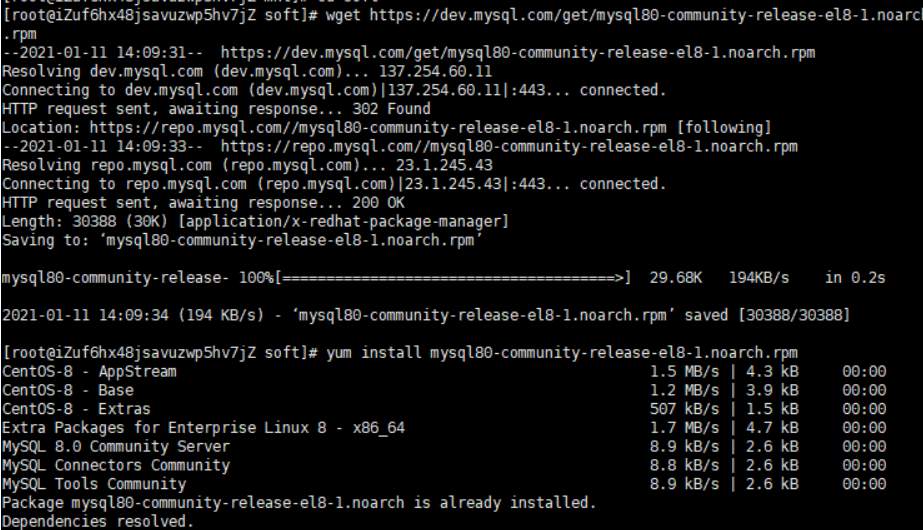 [root@iZuf6hx48jsavuzwp5hv7jZ soft]# wget https://dev.mysql.com/get/mysql80-community-release-el8-1.noarch
.rpm
--2021-01-11 14:09:31--  https://dev.mysql.com/get/mysql80-community-release-el8-1.noarch.rpm
Resolving dev.mysql.com (dev.mysql.com)... 137.254.60.11
Connecting to dev.mysql.com (dev.mysql.com)|137.254.60.11|:443... connected.
HTTP request sent, awaiting response... 302 Found
Location: https://repo.mysql.com//mysql80-community-release-el8-1.noarch.rpm [following]
--2021-01-11 14:09:33--  https://repo.mysql.com//mysql80-community-release-el8-1.noarch.rpm
Resolving repo.mysql.com (repo.mysql.com)... 23.1.245.43
Connecting to repo.mysql.com (repo.mysql.com)|23.1.245.43|:443... connected.
HTTP request sent, awaiting response... 200 OK
Length: 30388 (30K) [application/x-redhat-package-manager]
Saving to: ‘mysql80-community-release-el8-1.noarch.rpm’
mysql80-community-release- 100%[======================================>]  29.68K   194KB/s    in 0.2s
2021-01-11 14:09:34 (194 KB/s) - ‘mysql80-community-release-el8-1.noarch.rpm’ saved [30388/30388]
[root@iZuf6hx48jsavuzwp5hv7jZ soft]# yum install mysql80-community-release-el8-1.noarch.rpm
CentOS-8 - AppStream 1.5 MB/s | 4.3 kB 00:00
CentOS-8 - Base 1.2 MB/s | 3.9 kB 00:00
CentOS-8 - Extras 507 kB/s | 1.5 kB 00:00
Extra Packages for Enterprise Linux 8 - x86_64 1.7 MB/s | 4.7 kB 00:00
MySQL 8.0 Community Server 8.9 kB/s | 2.6 kB 00:00
MySQL Connectors Community 8.8 kB/s | 2.6 kB 00:00
MySQL Tools Community 8.9 kB/s | 2.6 kB 00:00
Package mysql80-community-release-el8-1.noarch is already installed.
Dependencies resolved.